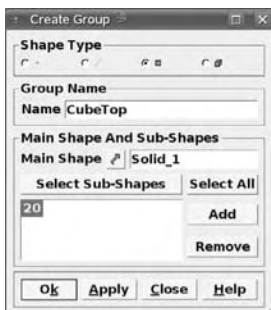 Create Group
Shape Type
Group Name
Name CubeTop
Main Shape And Sub-Shapes
Main Shape Solid_1
Select Sub-Shapes Select All
20
Add
Remove
Ok Apply Close Help